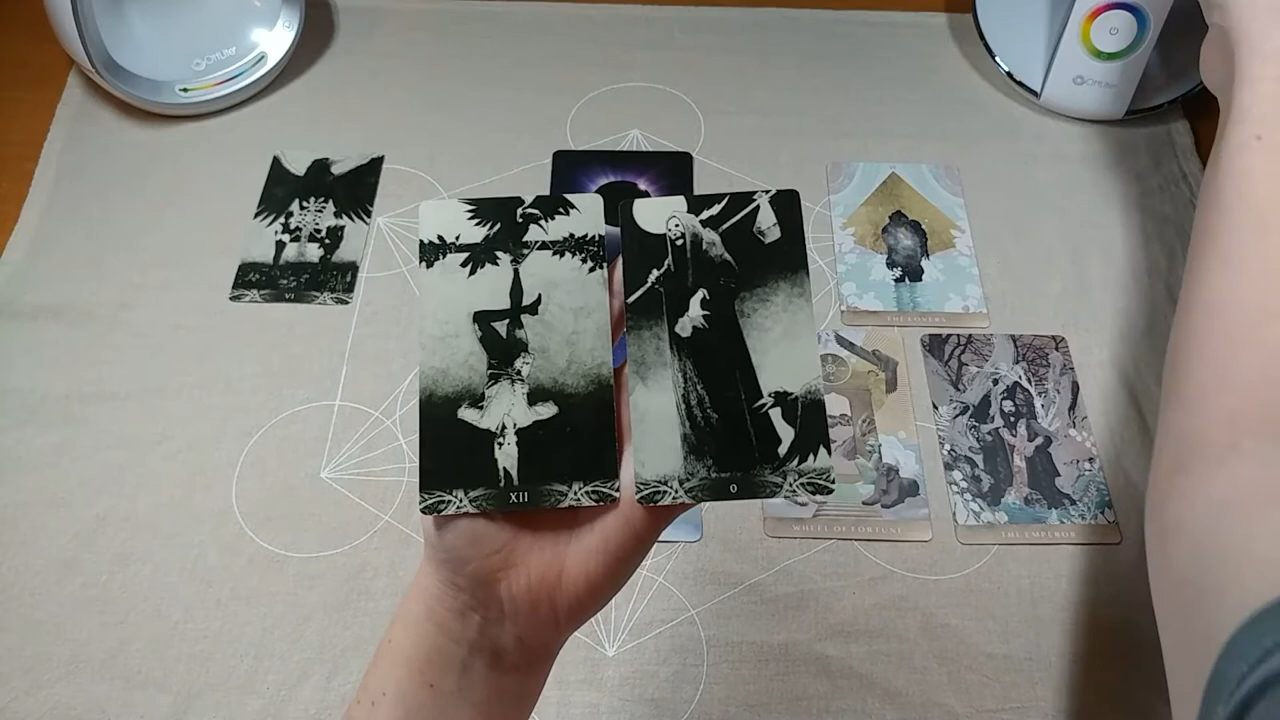 OttLite
OttLite
VI
THE LOVERS
XII
0
WHEEL OF FORTUNE
THE EMPEROR